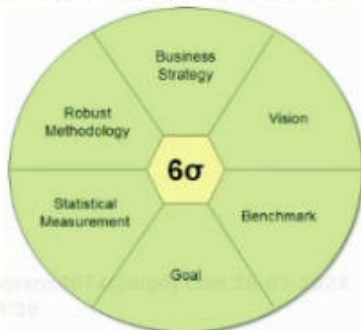 Business
Strategy
Robust
Methodology
Vision
6σ
Statistical
Measurement
Benchmark
Goal